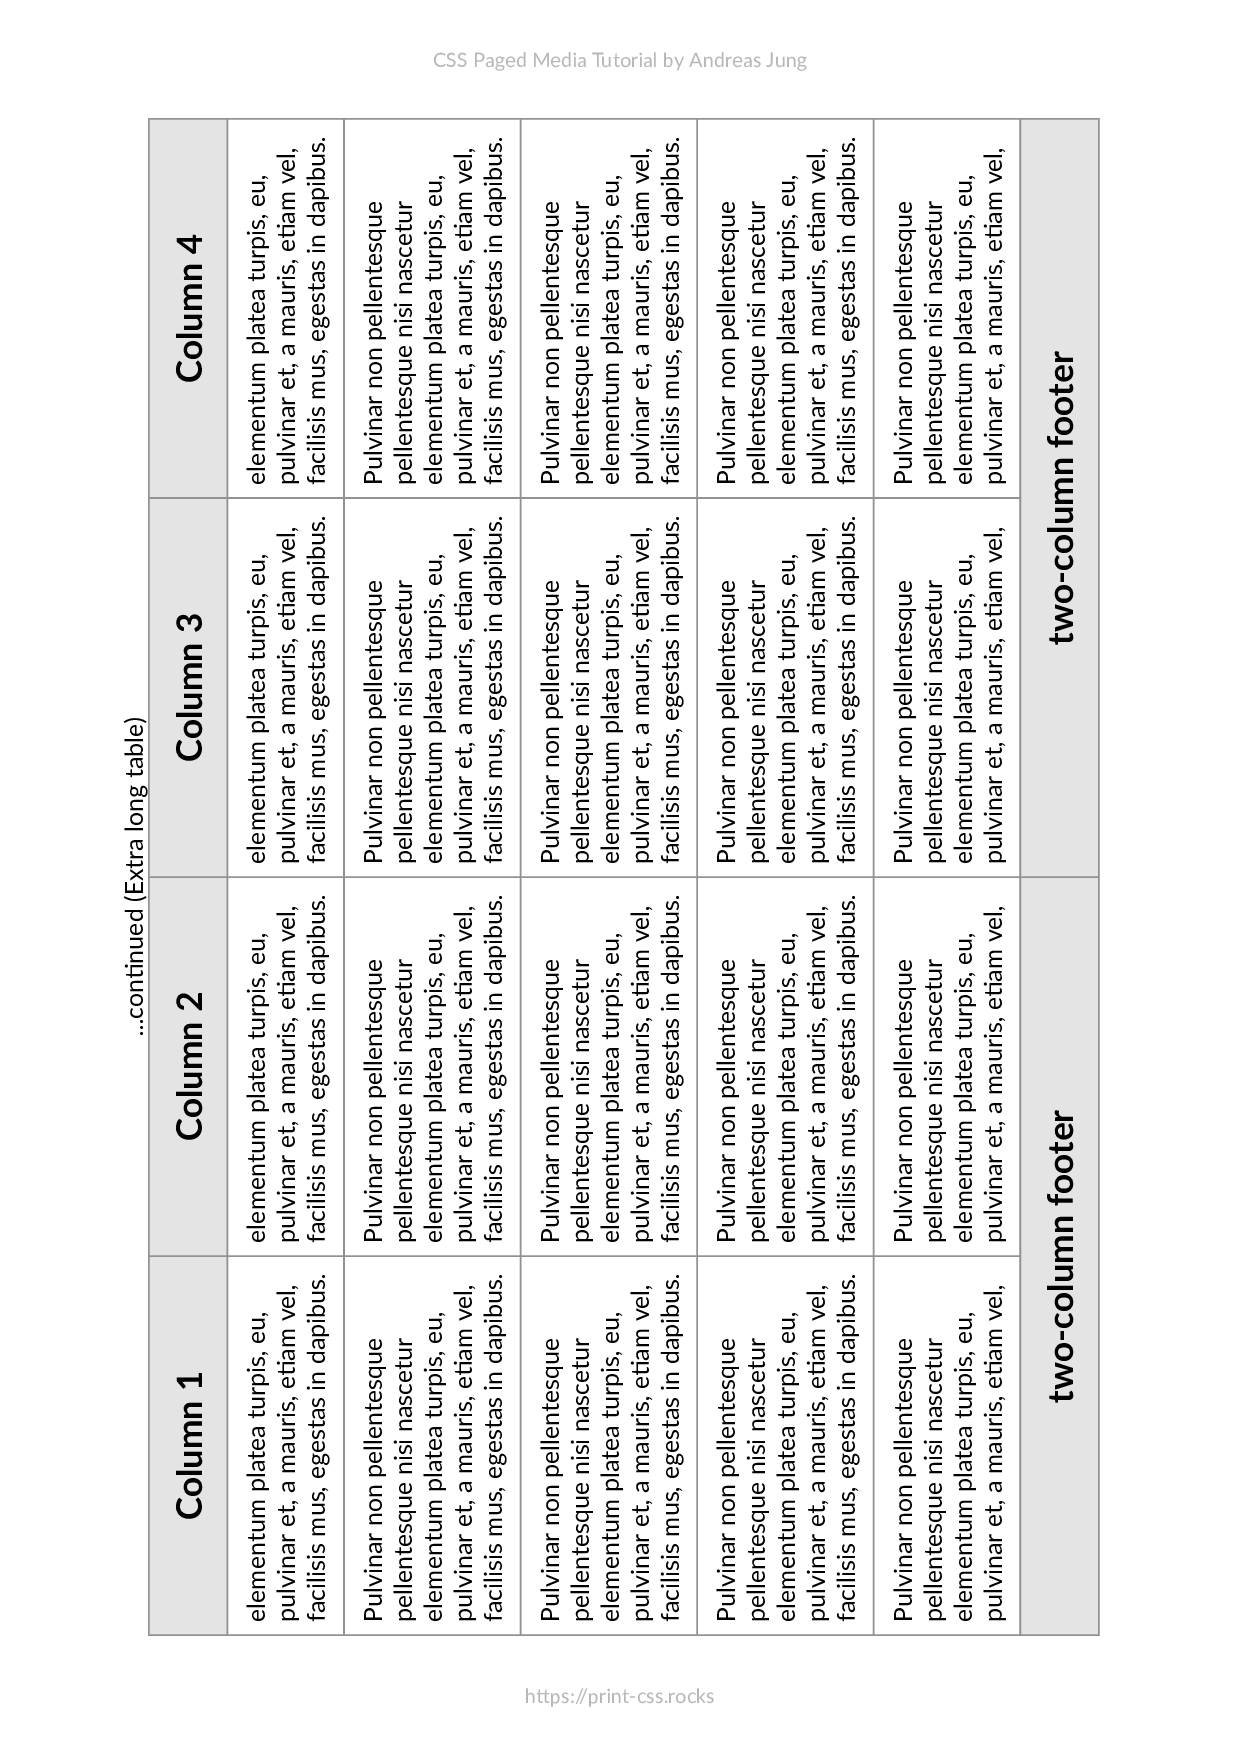 CSS Paged Media Tutorial by Andreas Jung
...continued (Extra long table)
Column 1 Column 2 Column 3 Column 4
elementum platea turpis, eu, elementum platea turpis, eu, elementum platea turpis, eu, elementum platea turpis, eu,
pulvinar et, a mauris, etiam vel, pulvinar et, a mauris, etiam vel, pulvinar et, a mauris, etiam vel, pulvinar et, a mauris, etiam vel,
facilisis mus, egestas in dapibus. facilisis mus, egestas in dapibus. facilisis mus, egestas in dapibus. facilisis mus, egestas in dapibus.
Pulvinar non pellentesque Pulvinar non pellentesque Pulvinar non pellentesque Pulvinar non pellentesque
pellentesque nisi nascetur pellentesque nisi nascetur pellentesque nisi nascetur pellentesque nisi nascetur
elementum platea turpis, eu, elementum platea turpis, eu, elementum platea turpis, eu, elementum platea turpis, eu,
pulvinar et, a mauris, etiam vel, pulvinar et, a mauris, etiam vel, pulvinar et, a mauris, etiam vel, pulvinar et, a mauris, etiam vel,
facilisis mus, egestas in dapibus. facilisis mus, egestas in dapibus. facilisis mus, egestas in dapibus. facilisis mus, egestas in dapibus.
Pulvinar non pellentesque Pulvinar non pellentesque Pulvinar non pellentesque Pulvinar non pellentesque
pellentesque nisi nascetur pellentesque nisi nascetur pellentesque nisi nascetur pellentesque nisi nascetur
elementum platea turpis, eu, elementum platea turpis, eu, elementum platea turpis, eu, elementum platea turpis, eu,
pulvinar et, a mauris, etiam vel, pulvinar et, a mauris, etiam vel, pulvinar et, a mauris, etiam vel, pulvinar et, a mauris, etiam vel,
facilisis mus, egestas in dapibus. facilisis mus, egestas in dapibus. facilisis mus, egestas in dapibus. facilisis mus, egestas in dapibus.
Pulvinar non pellentesque Pulvinar non pellentesque Pulvinar non pellentesque Pulvinar non pellentesque
pellentesque nisi nascetur pellentesque nisi nascetur pellentesque nisi nascetur pellentesque nisi nascetur
elementum platea turpis, eu, elementum platea turpis, eu, elementum platea turpis, eu, elementum platea turpis, eu,
pulvinar et, a mauris, etiam vel, pulvinar et, a mauris, etiam vel, pulvinar et, a mauris, etiam vel, pulvinar et, a mauris, etiam vel,
facilisis mus, egestas in dapibus. facilisis mus, egestas in dapibus. facilisis mus, egestas in dapibus. facilisis mus, egestas in dapibus.
Pulvinar non pellentesque Pulvinar non pellentesque Pulvinar non pellentesque Pulvinar non pellentesque
pellentesque nisi nascetur pellentesque nisi nascetur pellentesque nisi nascetur pellentesque nisi nascetur
elementum platea turpis, eu, elementum platea turpis, eu, elementum platea turpis, eu, elementum platea turpis, eu,
pulvinar et, a mauris, etiam vel, pulvinar et, a mauris, etiam vel, pulvinar et, a mauris, etiam vel, pulvinar et, a mauris, etiam vel,
two-column footer two-column footer
https://print-css.rocks